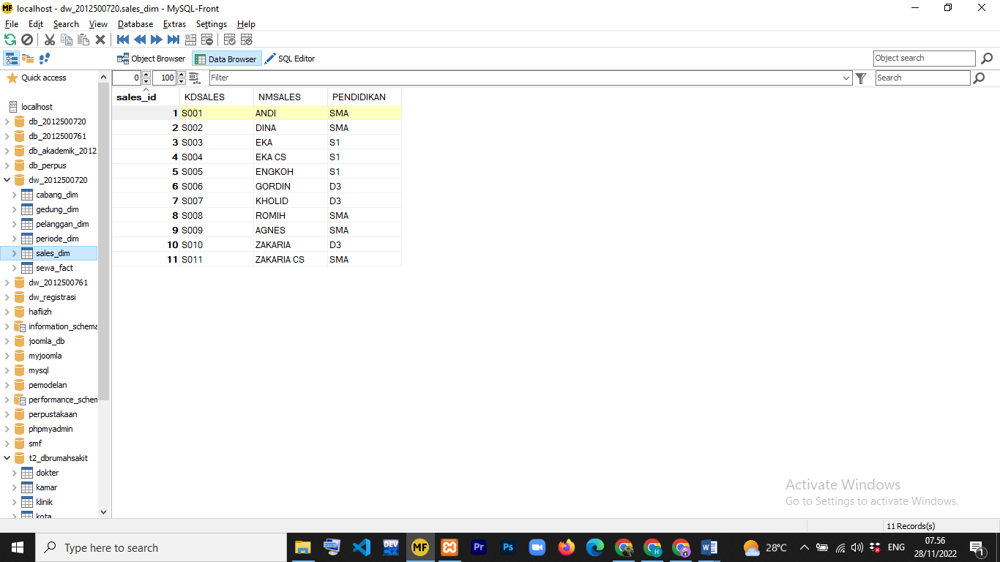 localhost - dw_2012500720.sales_dim - MySQL-Front
File Edit Search View Database Extras Settings Help
Object Browser Data Browser SQL Editor Object search
Quick access 0 100 Filter Search
sales_id KDSALES NMSALES PENDIDIKAN
1 S001 ANDI SMA
2 S002 DINA SMA
3 S003 EKA S1
4 S004 EKA CS S1
5 S005 ENGKOH S1
6 S006 GORDIN D3
7 S007 KHOLID D3
8 S008 ROMIH SMA
9 S009 AGNES SMA
10 S010 ZAKARIA D3
11 S011 ZAKARIA CS SMA
localhost
db_2012500720
db_2012500761
db_akademik_2012
db_perpus
dw_2012500720
cabang_dim
gedung_dim
pelanggan_dim
periode_dim
sales_dim
sewa_fact
dw_2012500761
dw_registrasi
hafiizh
information_schema
joomla_db
myjoomla
mysql
pemodelan
performance_schem
perpustakaan
phpmyadmin
smf
t2_dbrumahsakit
dokter
kamar
klinik
kota
Activate Windows
Go to Settings to activate Windows.
11 Records(s)
Type here to search
DEV
MF
Pr
Ps
28°C
ENG
07.56
28/11/2022
1